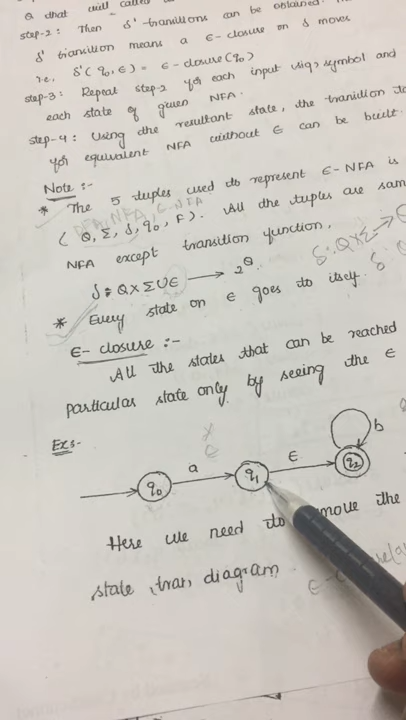 Q that will called
step-2: Then δ'-transitions can be obtained.
δ' transition means a ε-closure on δ moves
i.e., δ'(q₀, ε) = ε-closure(q₀)
step-3: Repeat step-2 for each input symbol and
each state of given NFA.
step-4: Using the resultant state, the transition
for equivalent NFA without ε can be built.
Note :-
* The 5 tuples used to represent ε-NFA is
(Q, Σ, δ, q₀, F). All the tuples are
NFA except transition function.
δ: Q×Σ∪ε → 2^Q
* Every state on ε goes to itself.
ε-closure :-
All the states that can be reached
particular state only by seeing the ε
Ex:-
q₀ a q₁ ε q₂ b
Here we need to move the
state, tran, diagram